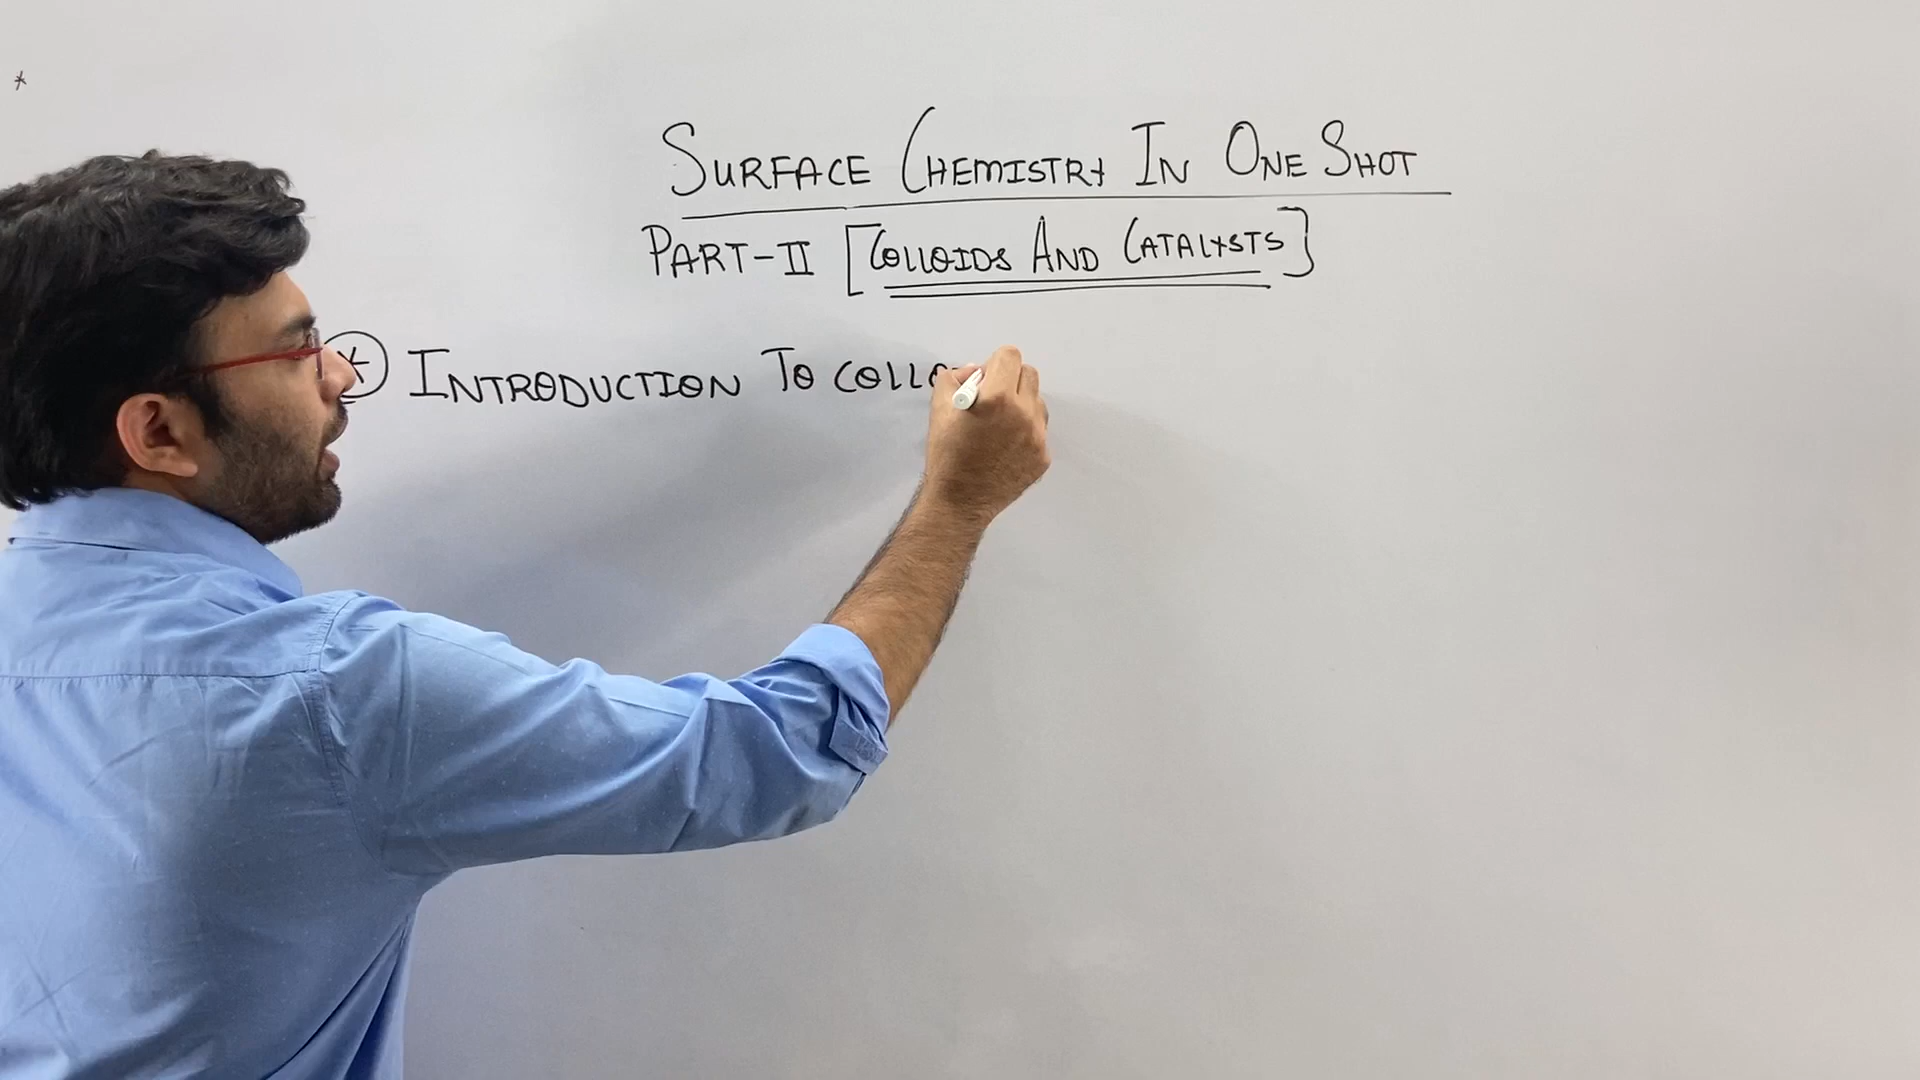 *
SURFACE CHEMISTRY IN ONE SHOT
PART-II [COLLOIDS AND CATALYSTS]
* INTRODUCTION TO COLLO